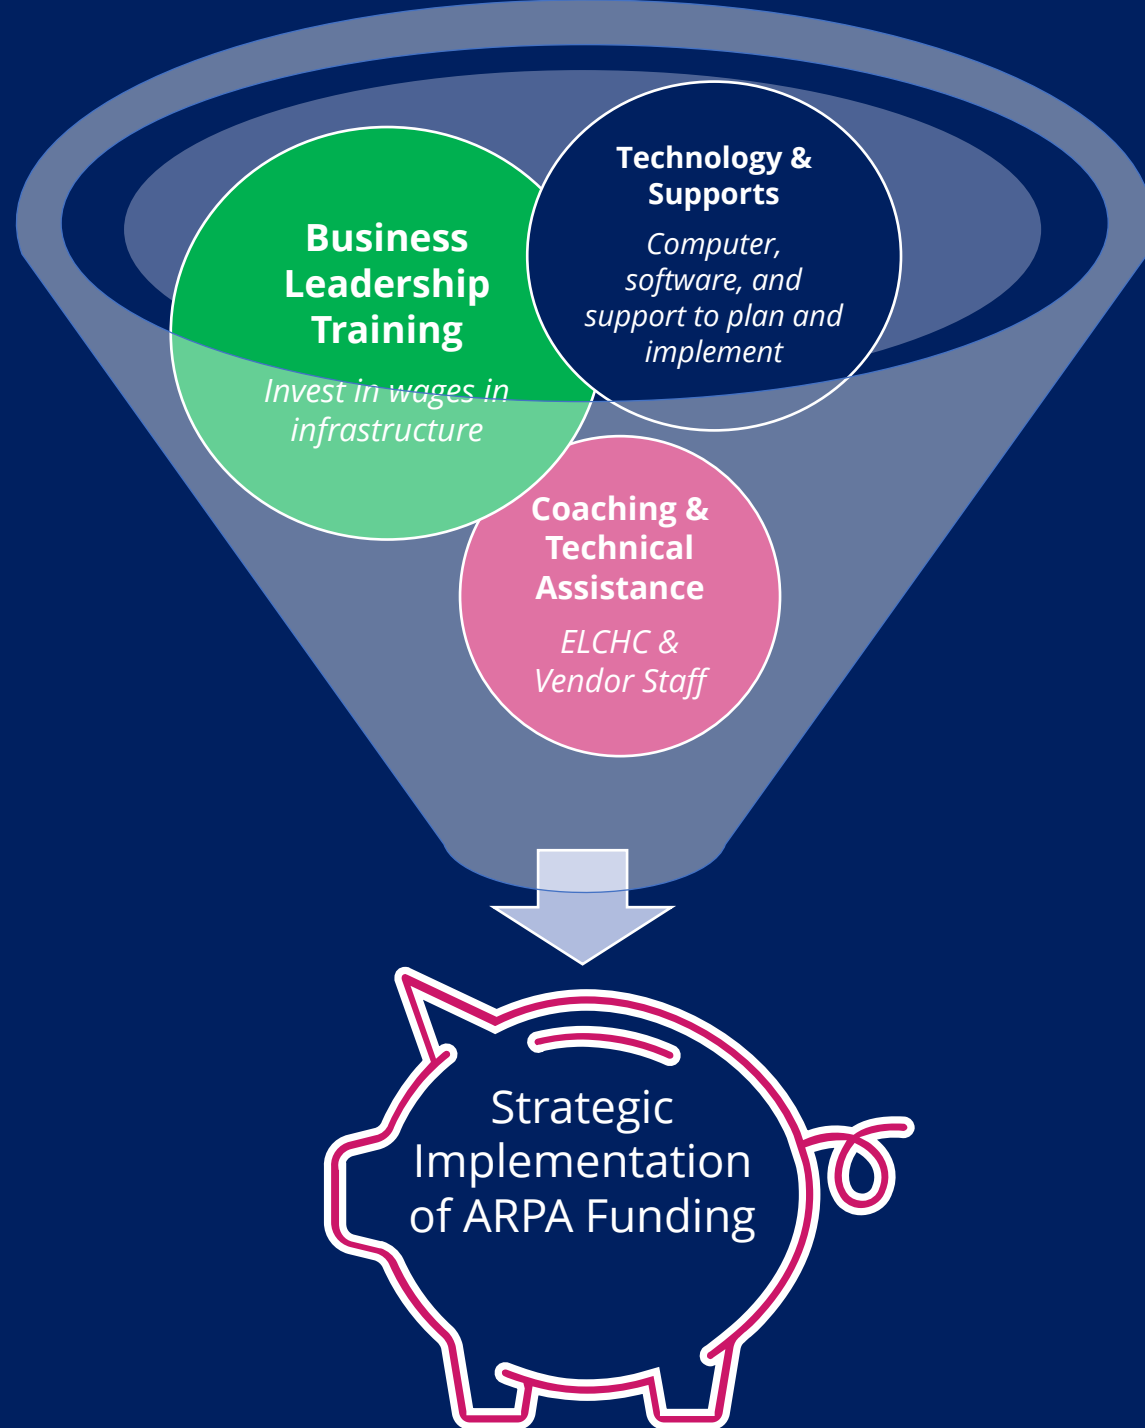 Business
Leadership
Training
Invest in wages in
infrastructure
Technology &
Supports
Computer,
software, and
support to plan and
implement
Coaching &
Technical
Assistance
ELCHC &
Vendor Staff
Strategic
Implementation
of ARPA Funding